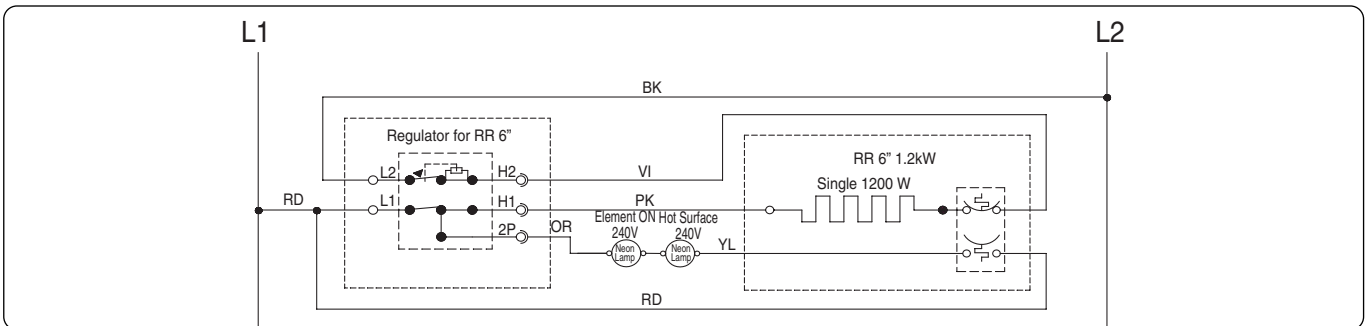 L1 L2
BK
Regulator for RR 6”
RR 6” 1.2kW
L2 H2 VI
Single 1200 W
RD L1 H1 PK
Element ON Hot Surface
2P OR 240V 240V YL
Neon Neon
Lamp Lamp
RD